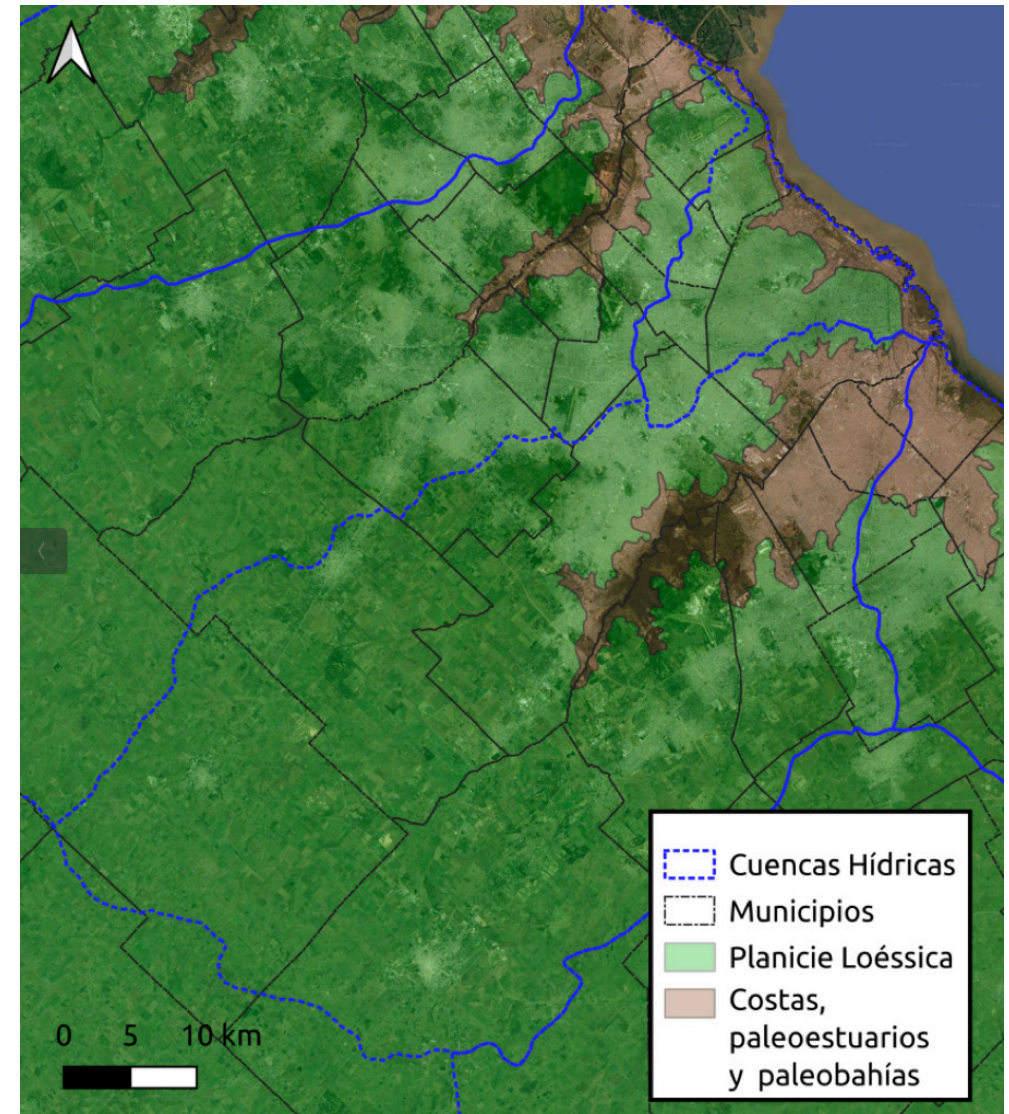 Cuencas Hídricas
Municipios
Planicie Loéssica
Costas,
paleoestuarios
y paleobahías
0 5 10 km